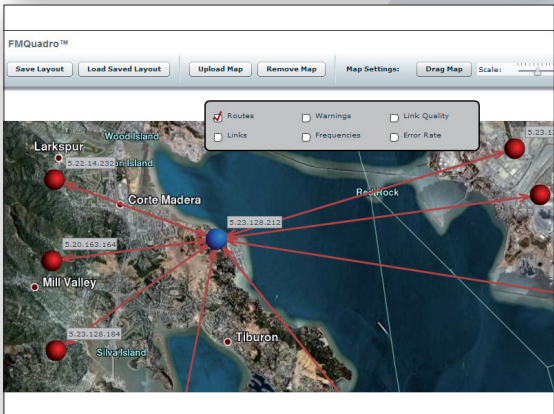 FMQuadro™
Save Layout
Load Saved Layout
Upload Map
Remove Map
Map Settings:
Drag Map
Scale:
Routes
Warnings
Link Quality
Links
Frequencies
Error Rate
Wood Island
Larkspur
5.22.14.232
Island
Corte Madera
5.23.128.212
Red Rock
5.20.163.164
Mill Valley
5.23.128.184
Silva Island
Tiburon